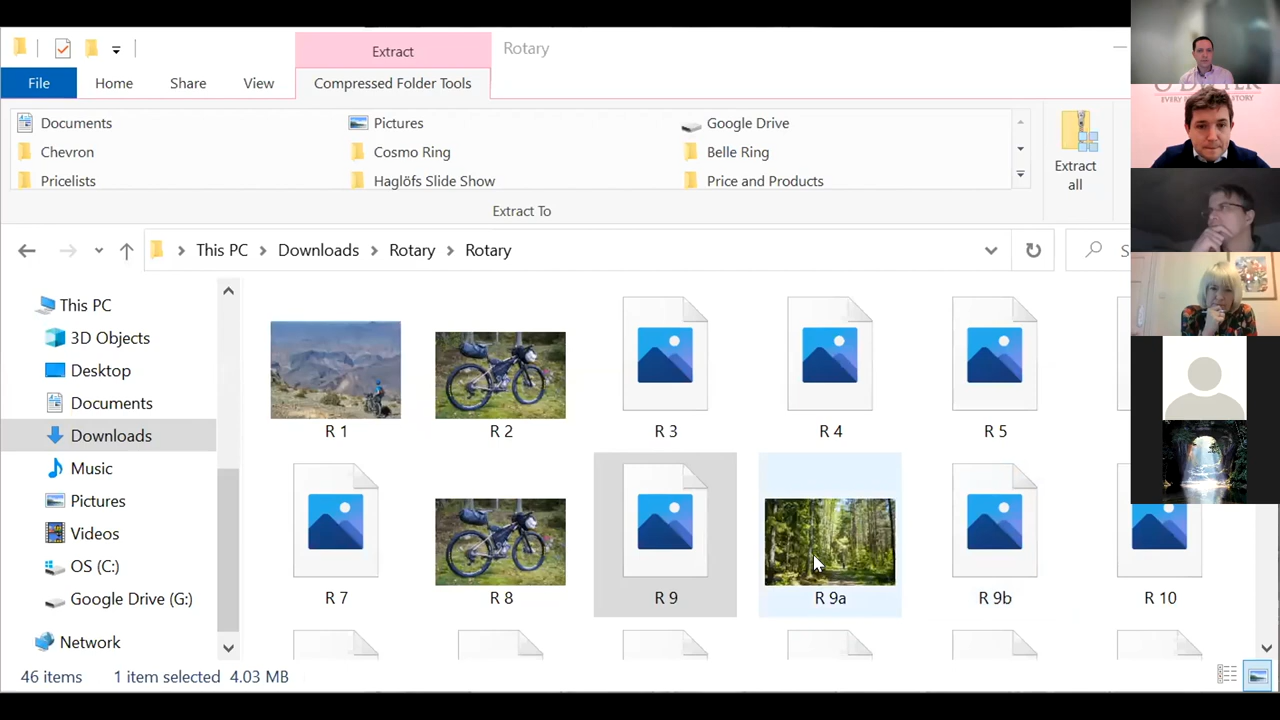 Extract
Rotary
File
Home
Share
View
Compressed Folder Tools
Documents
Pictures
Google Drive
Chevron
Cosmo Ring
Belle Ring
Pricelists
Haglöfs Slide Show
Price and Products
Extract
all
Extract To
This PC
Downloads
Rotary
Rotary
S
This PC
3D Objects
Desktop
Documents
Downloads
Music
Pictures
Videos
OS (C:)
Google Drive (G:)
Network
R 1
R 2
R 3
R 4
R 5
R 7
R 8
R 9
R 9a
R 9b
R 10
46 items
1 item selected 4.03 MB
STORY